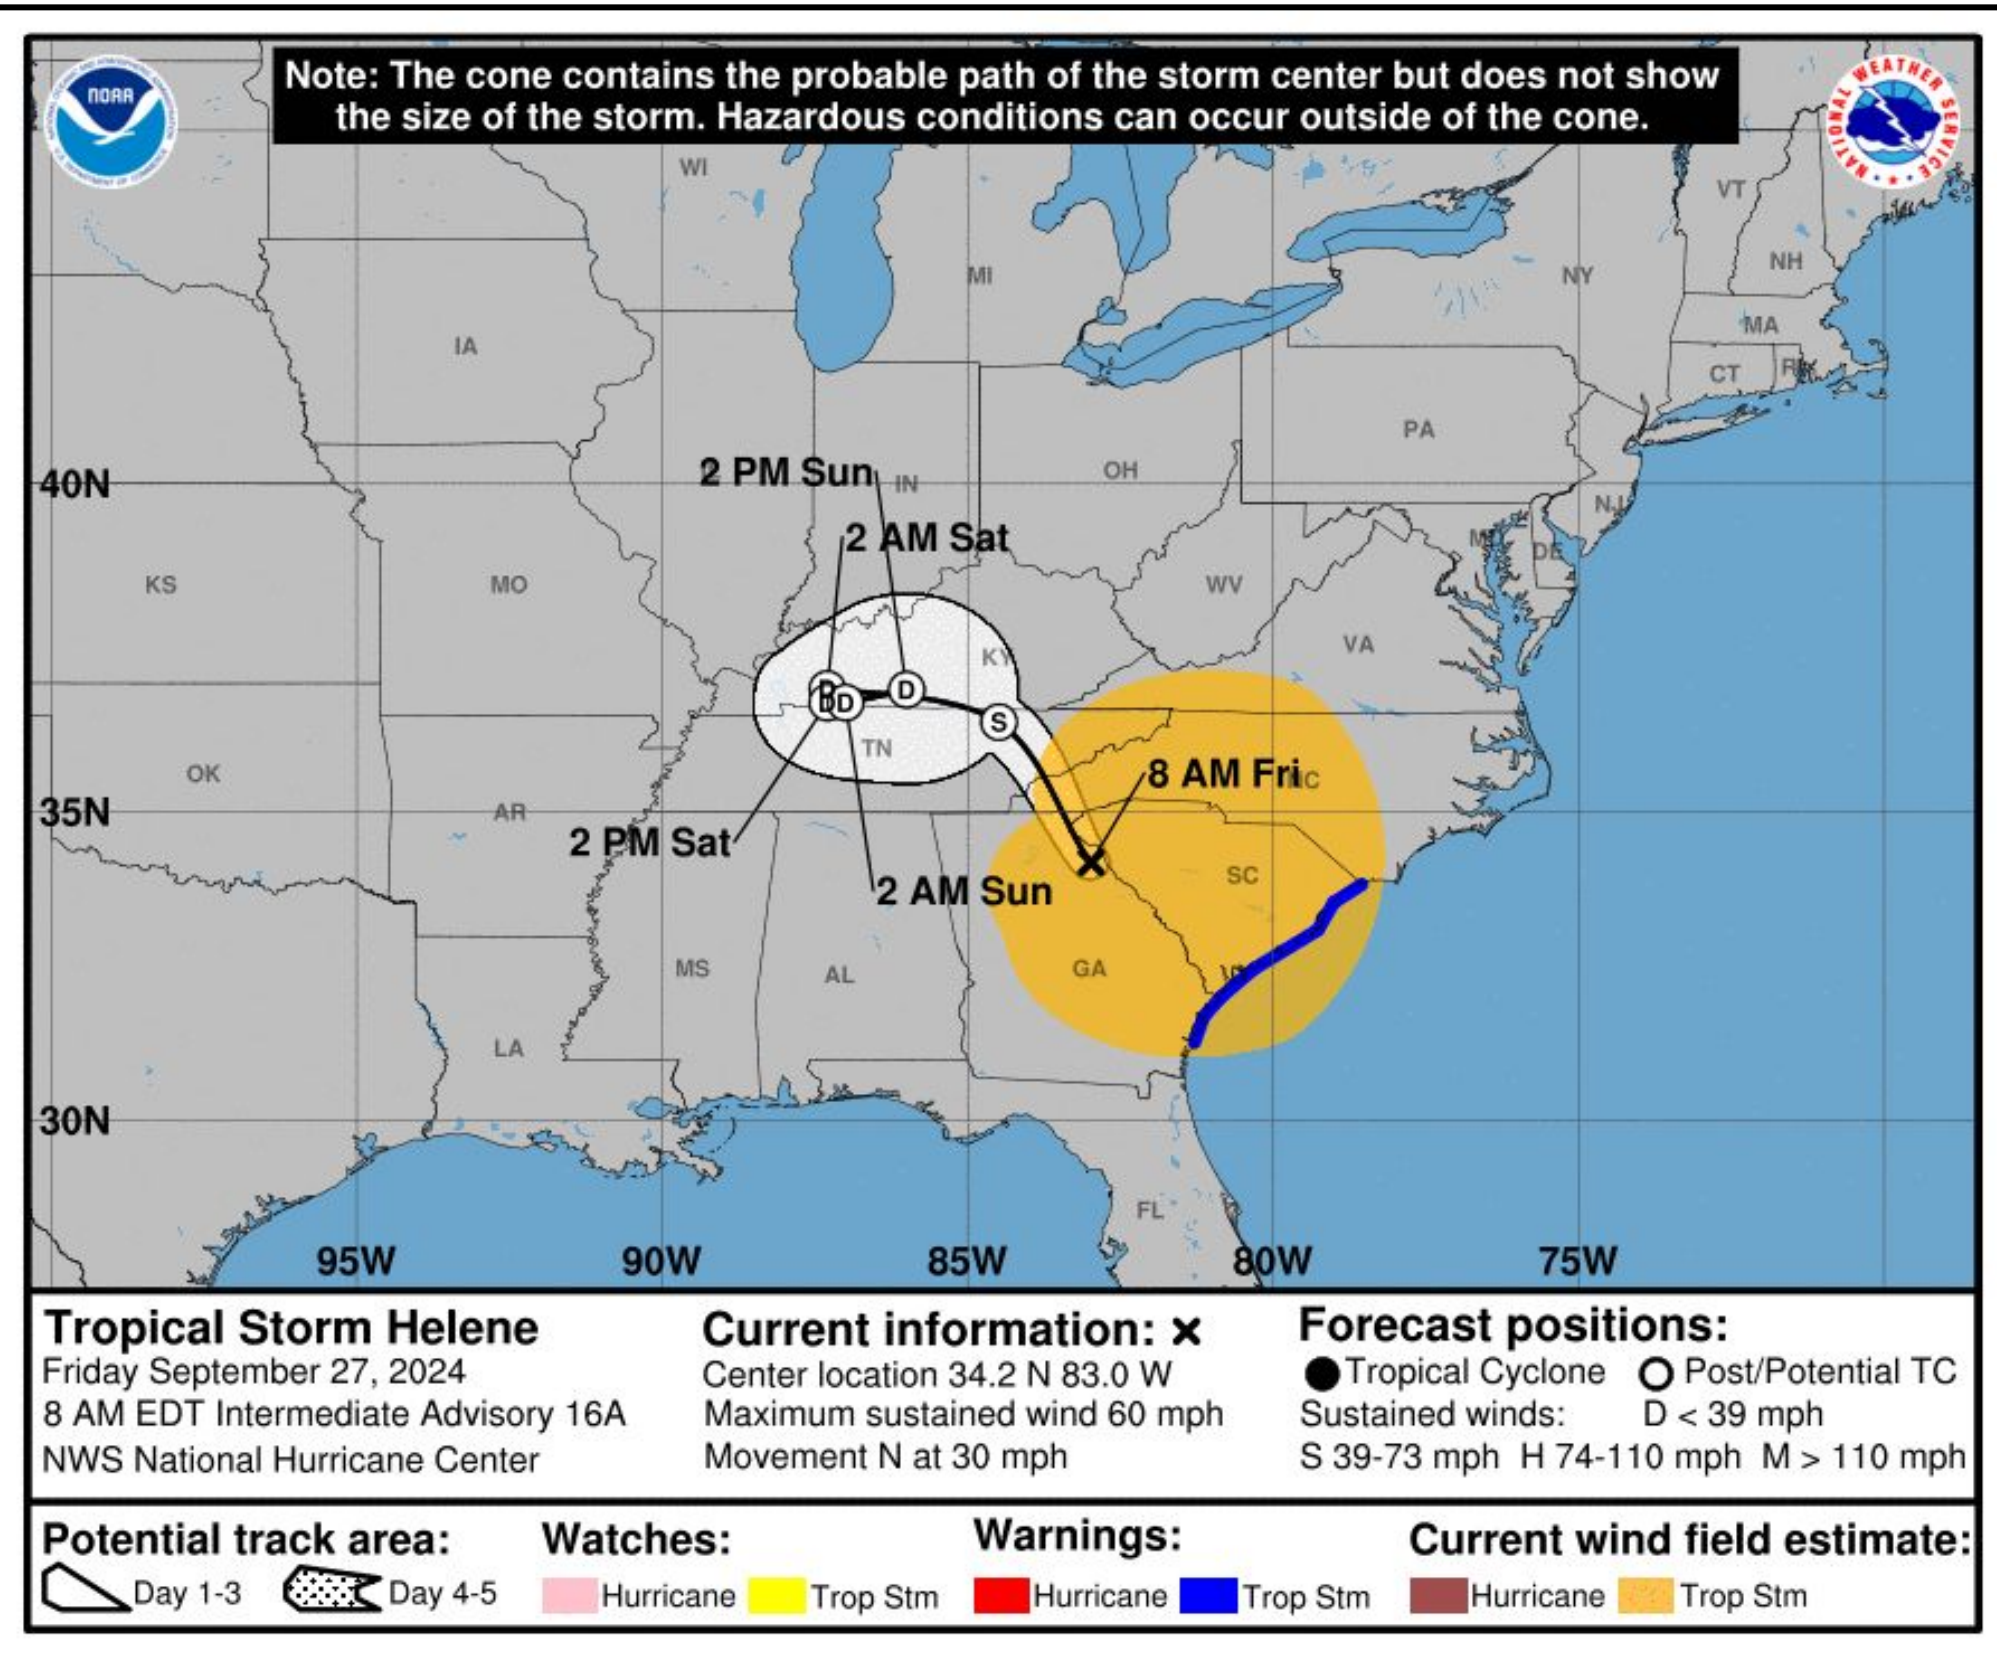 Note: The cone contains the probable path of the storm center but does not show
the size of the storm. Hazardous conditions can occur outside of the cone.
NOAA
NATIONAL WEATHER SERVICE
WI
VT
MI
NY
NH
MA
IA
CT
PA
2 PM Sun
IN
OH
40N
NJ
2 AM Sat
DE
KS
MO
WV
VA
KY
D
D
D
D
S
TN
OK
8 AM Fri
NC
35N
AR
2 PM Sat
SC
2 AM Sun
MS
AL
GA
LA
30N
FL
95W
90W
85W
80W
75W
Tropical Storm Helene
Friday September 27, 2024
8 AM EDT Intermediate Advisory 16A
NWS National Hurricane Center
Current information:
Center location 34.2 N 83.0 W
Maximum sustained wind 60 mph
Movement N at 30 mph
Forecast positions:
Tropical Cyclone Post/Potential TC
Sustained winds: D < 39 mph
S 39-73 mph H 74-110 mph M > 110 mph
Potential track area:
Day 1-3 Day 4-5
Watches:
Hurricane Trop Stm
Warnings:
Hurricane Trop Stm
Current wind field estimate:
Hurricane Trop Stm